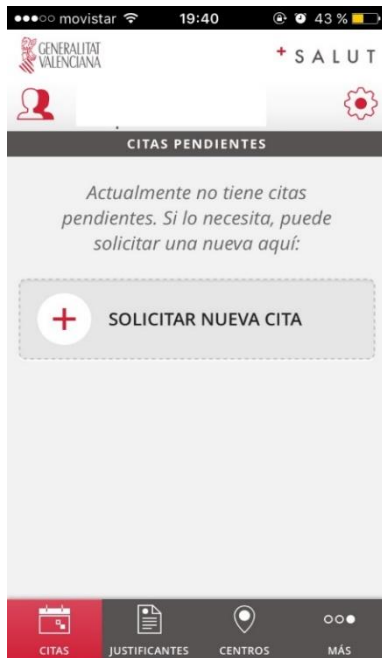 movistar 19:40 43 %
GENERALITAT
VALENCIANA
+ SALUT
CITAS PENDIENTES
Actualmente no tiene citas
pendientes. Si lo necesita, puede
solicitar una nueva aquí:
+ SOLICITAR NUEVA CITA
CITAS JUSTIFICANTES CENTROS MÁS